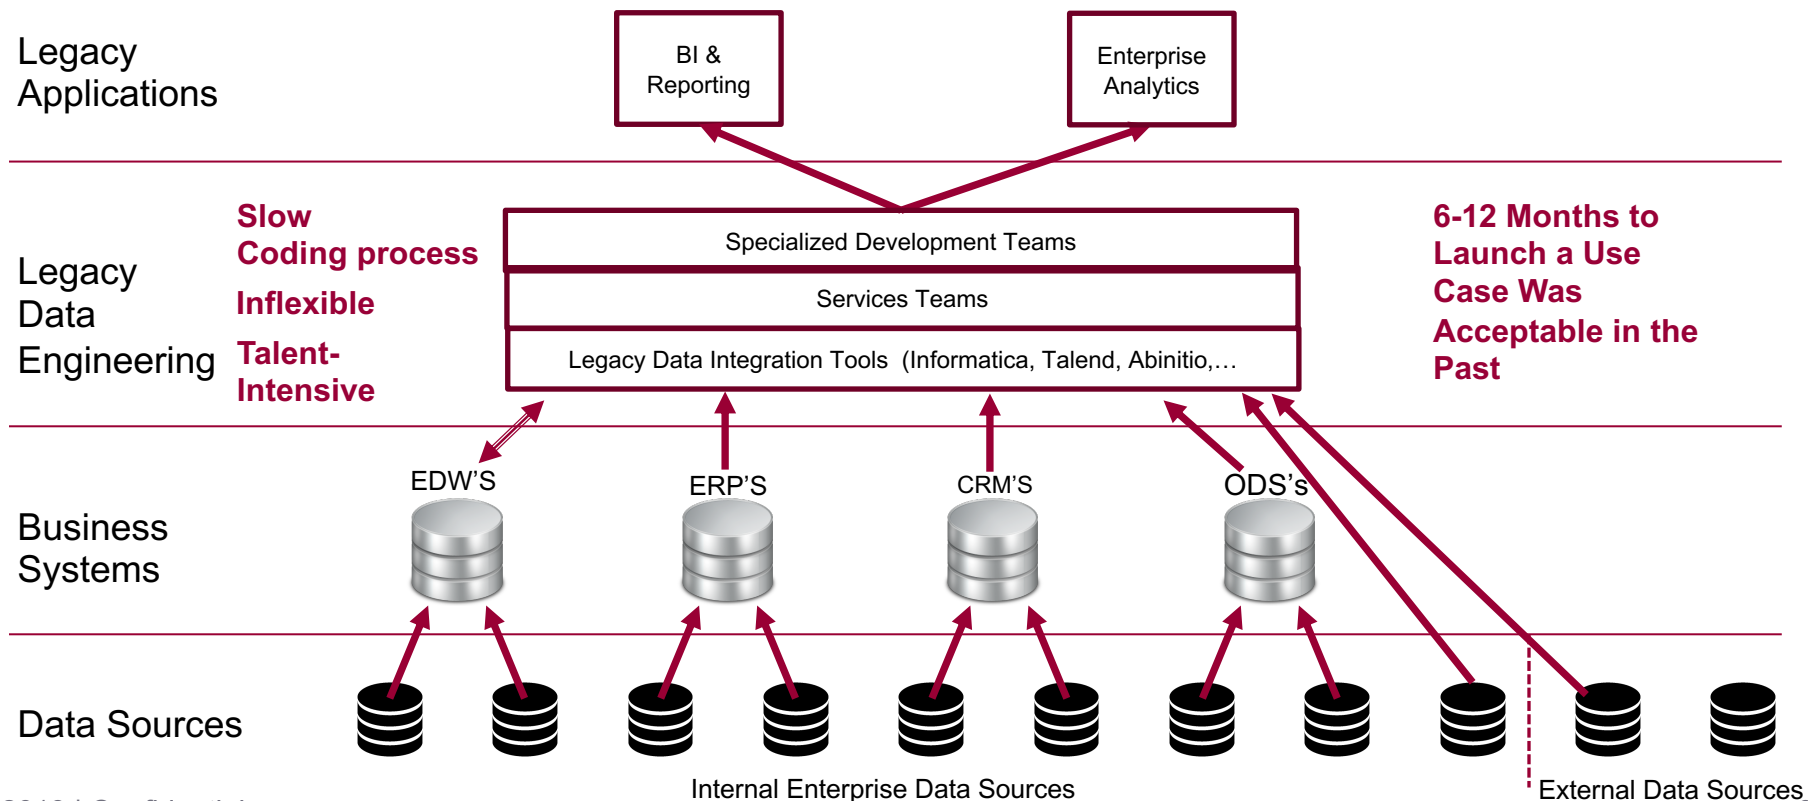 Legacy
Applications
BI &
Reporting
Enterprise
Analytics
Legacy
Data
Engineering
Slow
Coding process
Inflexible
Talent-
Intensive
Specialized Development Teams
Services Teams
Legacy Data Integration Tools  (Informatica, Talend, Abinitio,…
6-12 Months to
Launch a Use
Case Was
Acceptable in the
Past
Business
Systems
EDW’S
ERP’S
CRM’S
ODS’s
Data Sources
Internal Enterprise Data Sources
External Data Sources